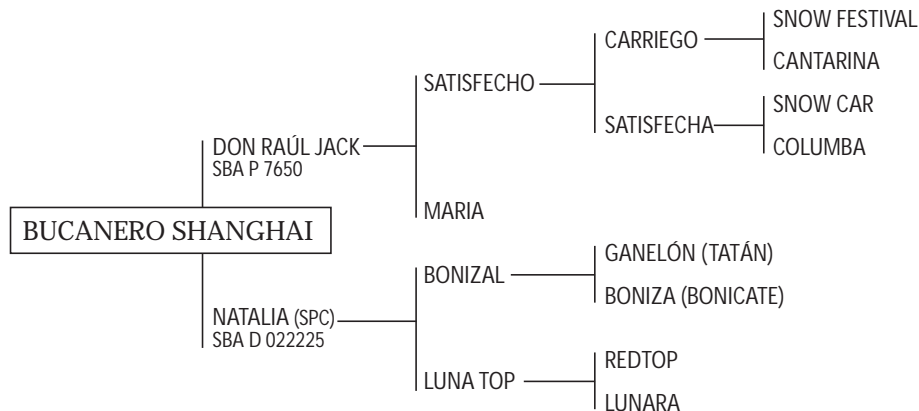 SNOW FESTIVAL
CARRIEGO
CANTARINA
SATISFECHO
SNOW CAR
SATISFECHA
COLUMBA
DON RAÚL JACK
SBA P 7650
MARIA
BUCANERO SHANGHAI
GANELÓN (TATÁN)
BONIZAL
BONIZA (BONICATE)
NATALIA (SPC)
SBA D 022225
REDTOP
LUNA TOP
LUNARA